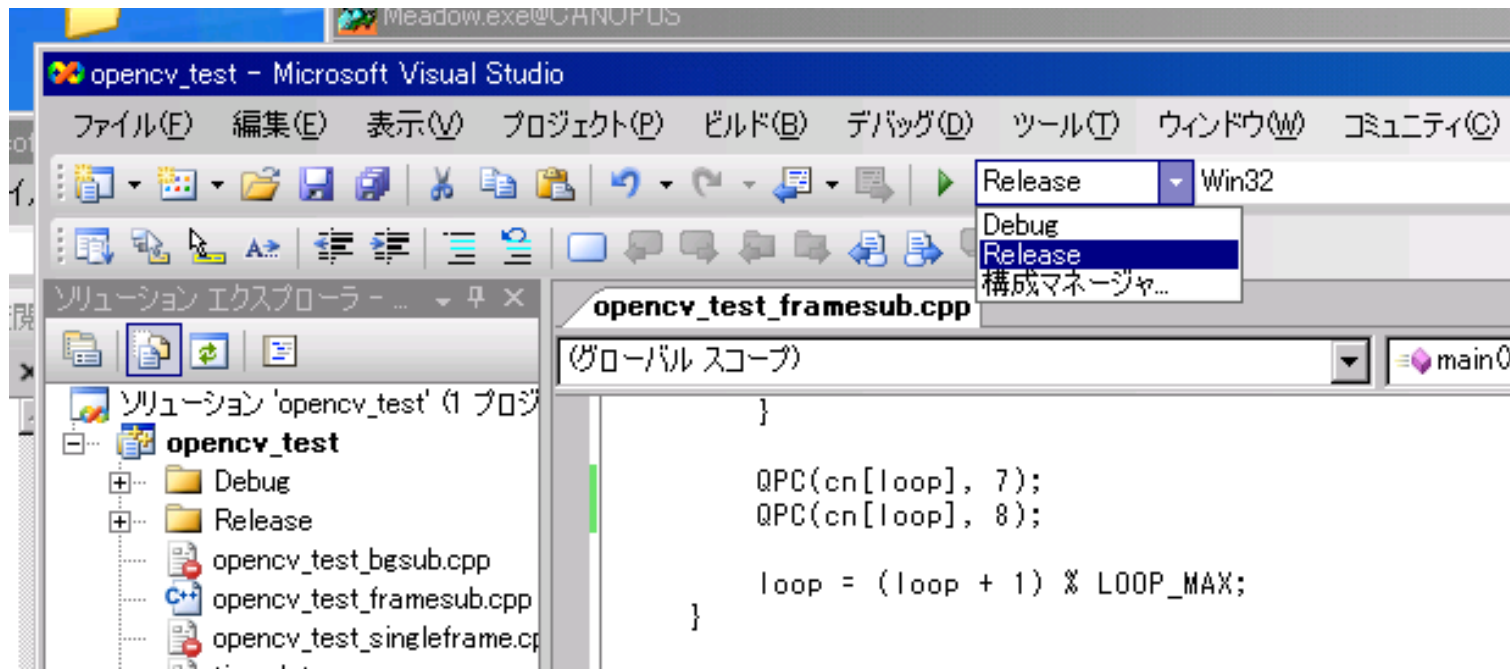 Meadow.exe@CANOPUS
opencv_test - Microsoft Visual Studio
ファイル(F) 編集(E) 表示(V) プロジェクト(P) ビルド(B) デバッグ(D) ツール(T) ウィンドウ(W) コミュニティ(C)
Release Win32
Debug
Release
構成マネージャ...
ソリューション エクスプローラ - ...
opencv_test_framesub.cpp
(グローバル スコープ) main()
ソリューション 'opencv_test' (1 プロジ
opencv_test
Debug
Release
opencv_test_bgsub.cpp
opencv_test_framesub.cpp
opencv_test_singleframe.cp
}
QPC(cn[loop], 7);
QPC(cn[loop], 8);
loop = (loop + 1) % LOOP_MAX;
}